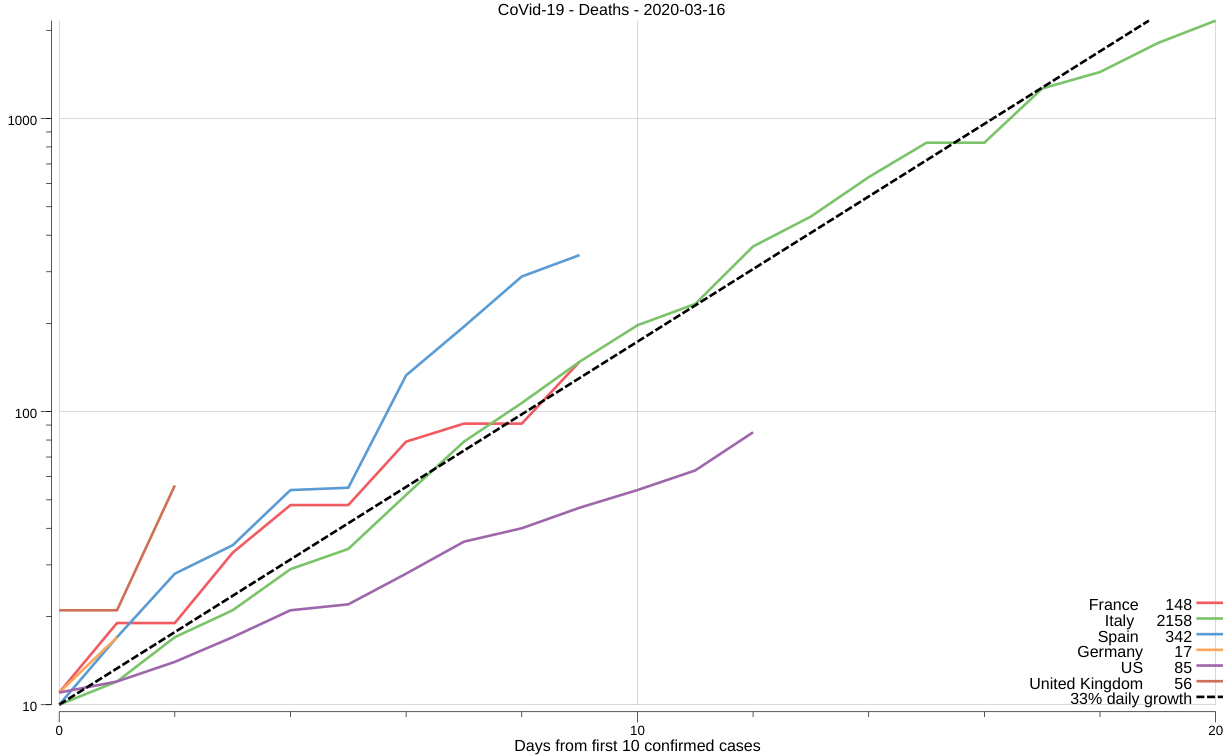 CoVid-19 - Deaths - 2020-03-16
1000
100
10
France 148
Italy 2158
Spain 342
Germany 17
US 85
United Kingdom 56
33% daily growth
0 10 20
Days from first 10 confirmed cases